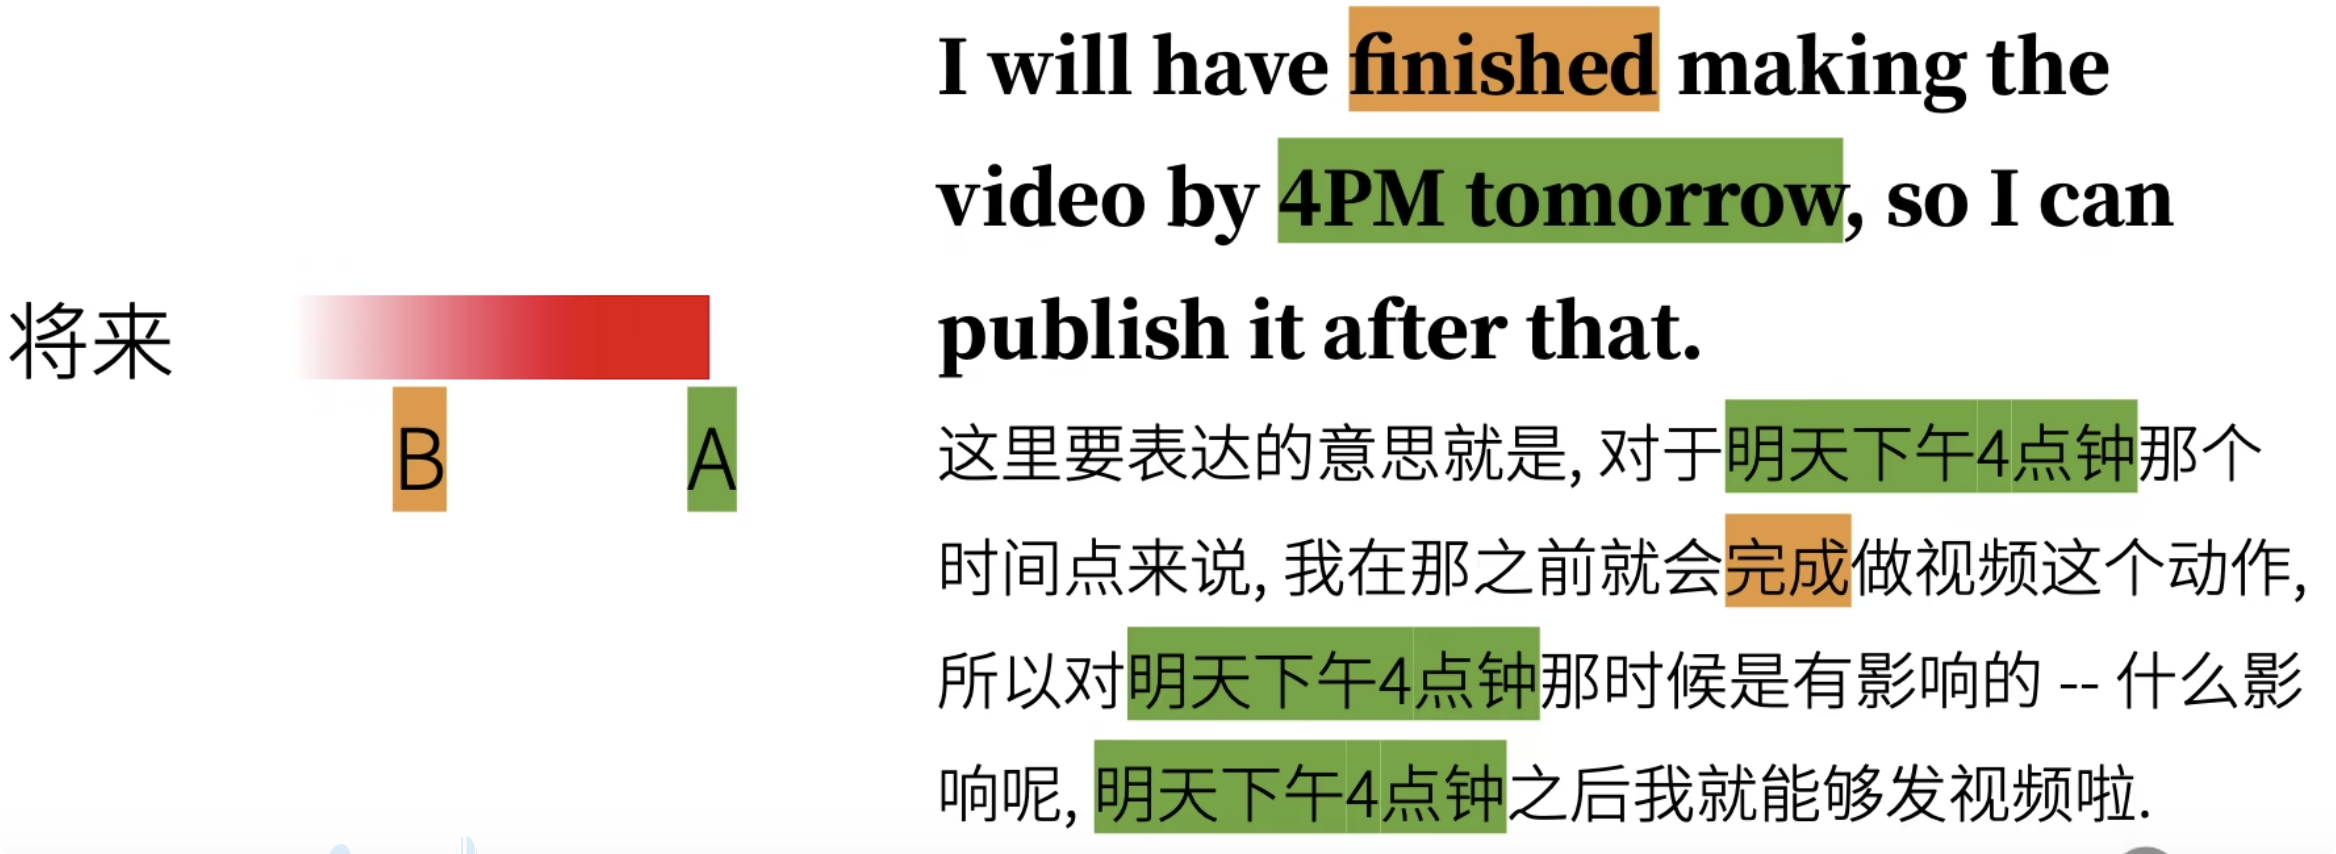 I will have finished making the
video by 4PM tomorrow, so I can
publish it after that.
将来
B
A
这里要表达的意思就是, 对于明天下午4点钟那个
时间点来说, 我在那之前就会完成做视频这个动作,
所以对明天下午4点钟那时候是有影响的 -- 什么影
响呢, 明天下午4点钟之后我就能够发视频啦.